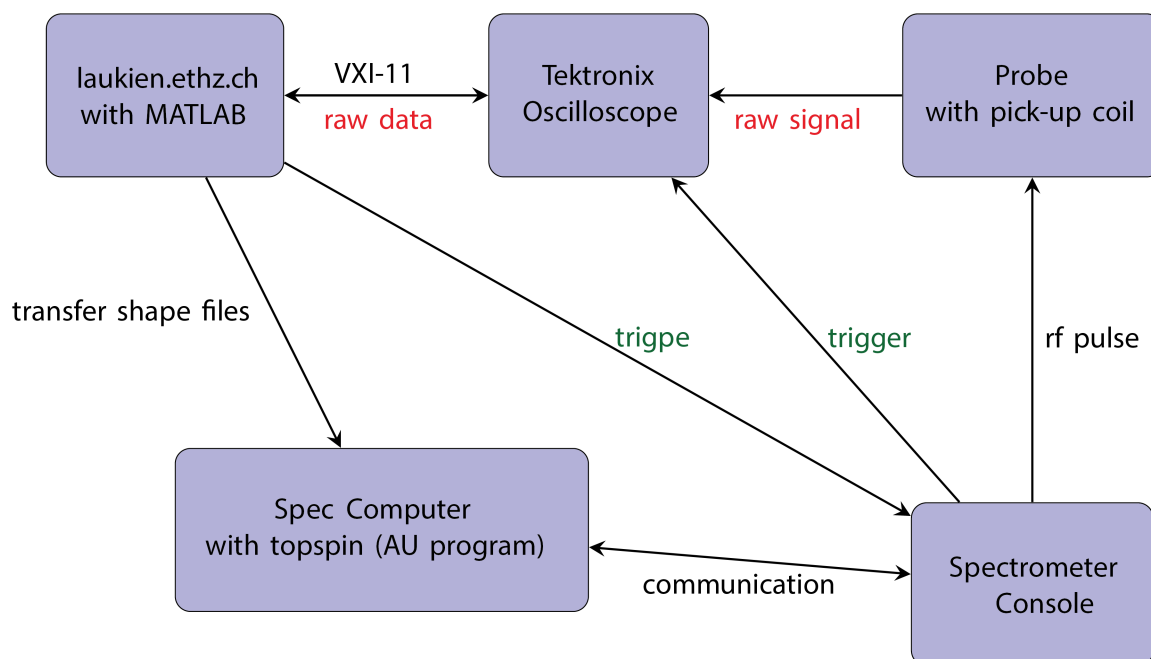 laukien.ethz.ch
with MATLAB
VXI-11
raw data
Tektronix
Oscilloscope
raw signal
Probe
with pick-up coil
transfer shape files
trigpe
trigger
rf pulse
Spec Computer
with topspin (AU program)
communication
Spectrometer
Console